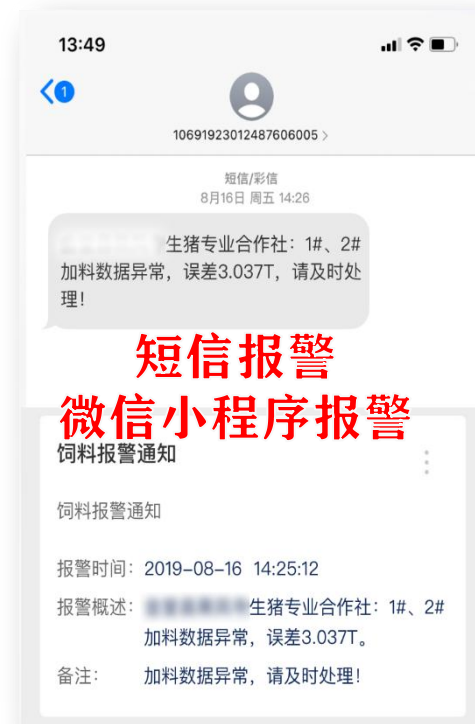 13:49
1
10691923012487606005 >
短信/彩信
8月16日 周五 14:26
生猪专业合作社：1#、2#
加料数据异常，误差3.037T，请及时处
理！
短信报警
微信小程序报警
饲料报警通知
饲料报警通知
报警时间：2019-08-16 14:25:12
报警概述：生猪专业合作社：1#、2#
加料数据异常，误差3.037T。
备注：加料数据异常，请及时处理！